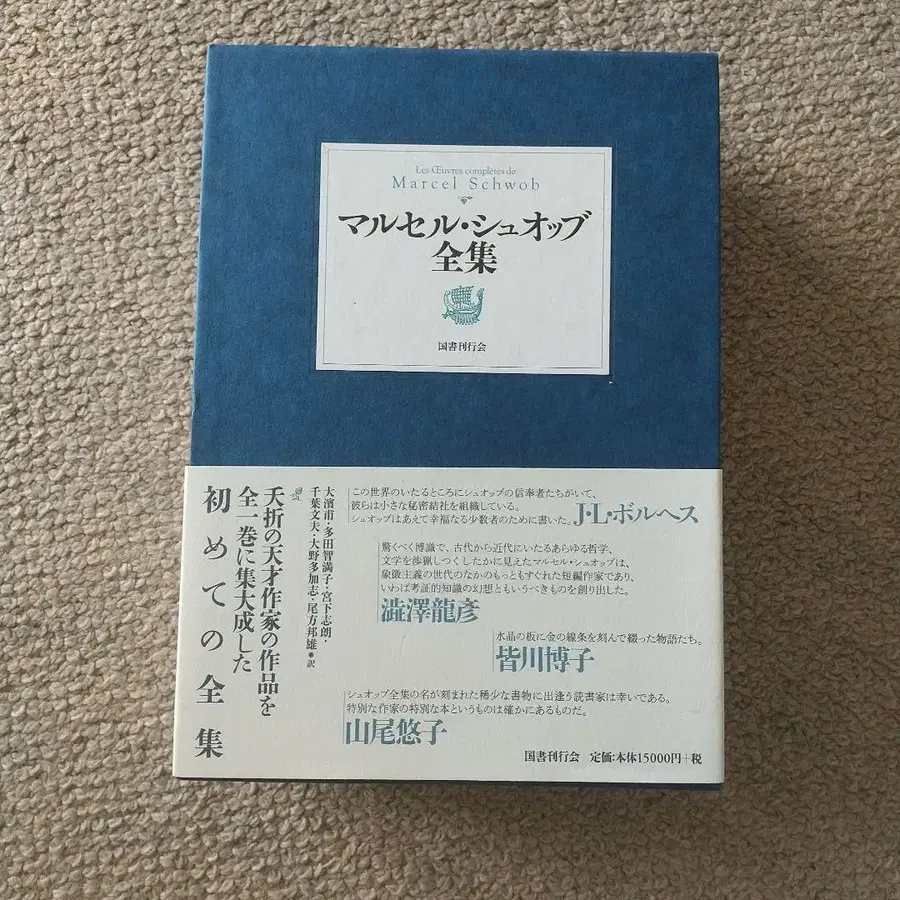 Les Œuvres complètes de
Marcel Schwob
マルセル・シュオッブ
全集
国書刊行会
この世界のいたるところにシュオッブの信奉者たちがいて、
彼らは小さな秘密結社を組織している。
シュオッブはあえて幸福なる少数者のために書いた。J・L・ボルヘス
驚くべく博識で、古代から近代にいたるあらゆる哲学、
文学を渉猟しつくしたかに見えたマルセル・シュオッブは、
象徴主義の世代のなかのもっともすぐれた短編作家であり、
いわば考証的知識の幻想ともいうべきものを創り出した。
澁澤龍彦
水晶の板に金の線条を刻んで綴った物語たち。
皆川博子
シュオッブ全集の名が刻まれた稀少な書物に出逢う読書家は幸いである。
特別な作家の特別な本というものは確かにあるものだ。
山尾悠子
大濱甫・多田智満子・宮下志朗・
千葉文夫・大野多加志・尾方邦雄●訳
夭折の天才作家の作品を
全一巻に集大成した
初めての全集
国書刊行会 定価:本体15000円+税